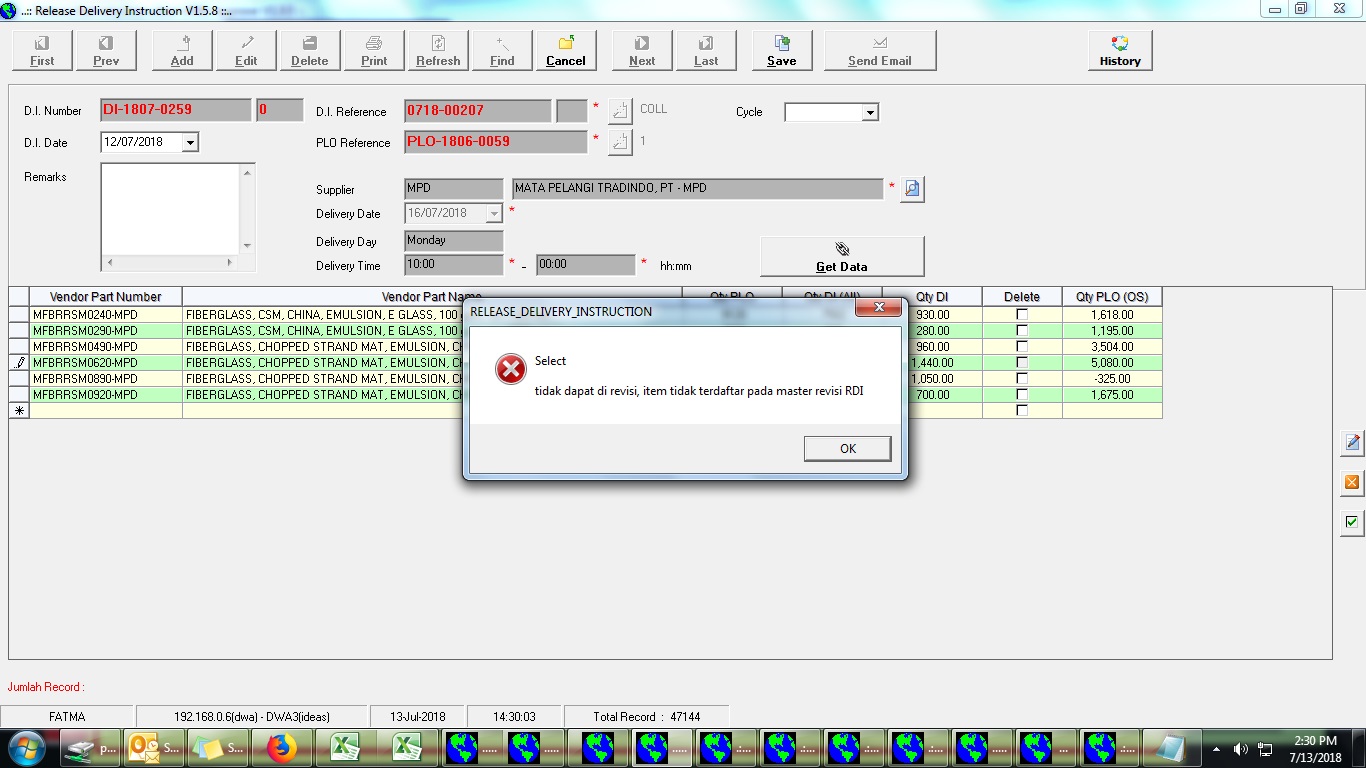 ..:: Release Delivery Instruction V1.5.8 ::..
First Prev Add Edit Delete Print Refresh Find Cancel Next Last Save Send Email History
D.I. Number DI-1807-0259 0 D.I. Reference 0718-00207 * COLL Cycle
D.I. Date 12/07/2018 PLO Reference PLO-1806-0059 * 1
Remarks
Supplier MPD MATA PELANGI TRADINDO, PT - MPD *
Delivery Date 16/07/2018 *
Delivery Day Monday
Delivery Time 10:00 * - 00:00 * hh:mm
Get Data
Vendor Part Number Vendor Part Name Qty PLO Qty DI (All) Qty DI Delete Qty PLO (OS)
MFBRRSM0240-MPD FIBERGLASS, CSM, CHINA, EMULSION, E GLASS, 100 930.00 1,618.00
MFBRRSM0290-MPD FIBERGLASS, CSM, CHINA, EMULSION, E GLASS, 100 280.00 1,195.00
MFBRRSM0490-MPD FIBERGLASS, CHOPPED STRAND MAT, EMULSION, 960.00 3,504.00
MFBRRSM0620-MPD FIBERGLASS, CHOPPED STRAND MAT, EMULSION, 1,440.00 5,080.00
MFBRRSM0890-MPD FIBERGLASS, CHOPPED STRAND MAT, EMULSION, 1,050.00 -325.00
MFBRRSM0920-MPD FIBERGLASS, CHOPPED STRAND MAT, EMULSION, 700.00 1,675.00
RELEASE_DELIVERY_INSTRUCTION
Select
tidak dapat di revisi, item tidak terdaftar pada master revisi RDI
OK
Jumlah Record :
FATMA 192.168.0.6(dwa) - DWA3(ideas) 13-Jul-2018 14:30:03 Total Record : 47144
p... S... S... ..... ..... ..... .:... .:... .:... .:... ..... ... .:...
2:30 PM
7/13/2018